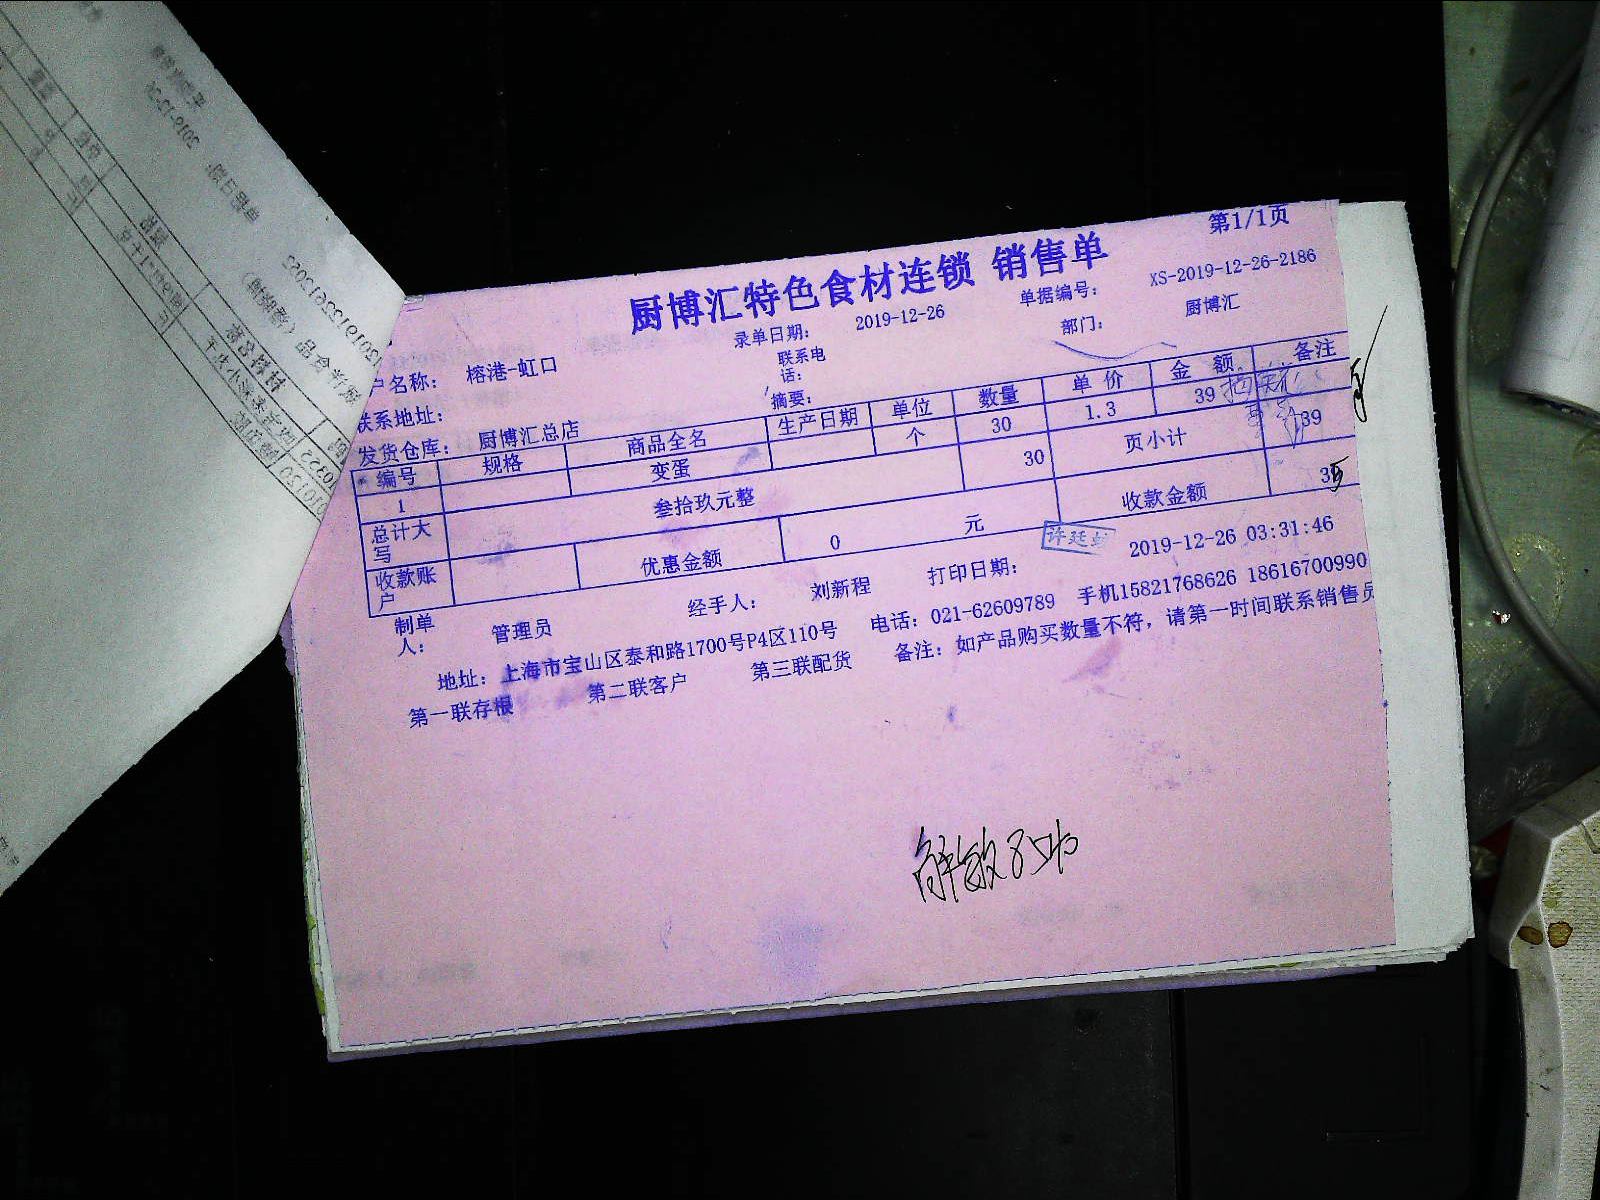 第1/1页
厨博汇特色食材连锁 销售单
录单日期： 2019-12-26 单据编号： XS-2019-12-26-2186
户名称： 榕港-虹口 联系电话： 部门： 厨博汇
联系地址： 摘要：
发货仓库： 厨博汇总店
编号 规格 商品全名 生产日期 单位 数量 单价 金额 备注
1 变蛋 个 30 1.3 39
总计大写 叁拾玖元整 30 页小计 39
收款账户 优惠金额 0 元 收款金额
制单人： 管理员 经手人： 刘新程 打印日期： 2019-12-26 03:31:46
地址：上海市宝山区泰和路1700号P4区110号 电话：021-62609789 手机15821768626 18616700990
第一联存根 第二联客户 第三联配货 备注：如产品购买数量不符，请第一时间联系销售员